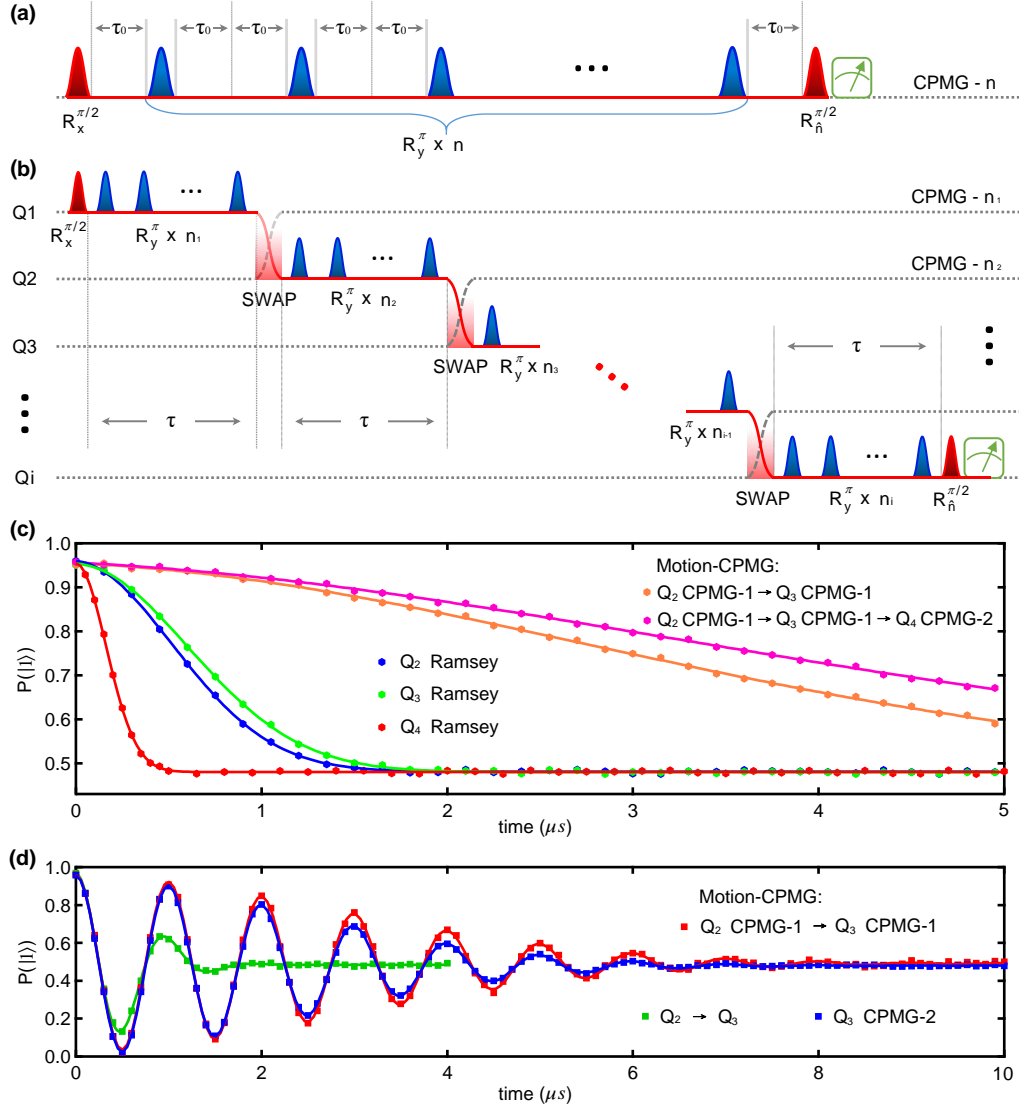 (a)
τ₀ τ₀ τ₀ τ₀ τ₀ τ₀
CPMG - n
R_x^π/2
R_y^π x n
R_n̂^π/2
(b)
Q1
CPMG - n₁
R_x^π/2
R_y^π x n₁
Q2
CPMG - n₂
SWAP
R_y^π x n₂
Q3
SWAP
R_y^π x n₃
τ
τ
τ
R_y^π x n_i-1
Qi
SWAP
R_y^π x n_i
R_n̂^π/2
(c)
P(|1⟩)
1.0
0.9
0.8
0.7
0.6
0.5
Motion-CPMG:
Q₂ CPMG-1 → Q₃ CPMG-1
Q₂ CPMG-1 → Q₃ CPMG-1 → Q₄ CPMG-2
Q₂ Ramsey
Q₃ Ramsey
Q₄ Ramsey
0 1 2 3 4 5
time (μs)
(d)
P(|1⟩)
1.0
0.8
0.6
0.4
0.2
0.0
Motion-CPMG:
Q₂ CPMG-1 → Q₃ CPMG-1
Q₂ → Q₃
Q₃ CPMG-2
0 2 4 6 8 10
time (μs)